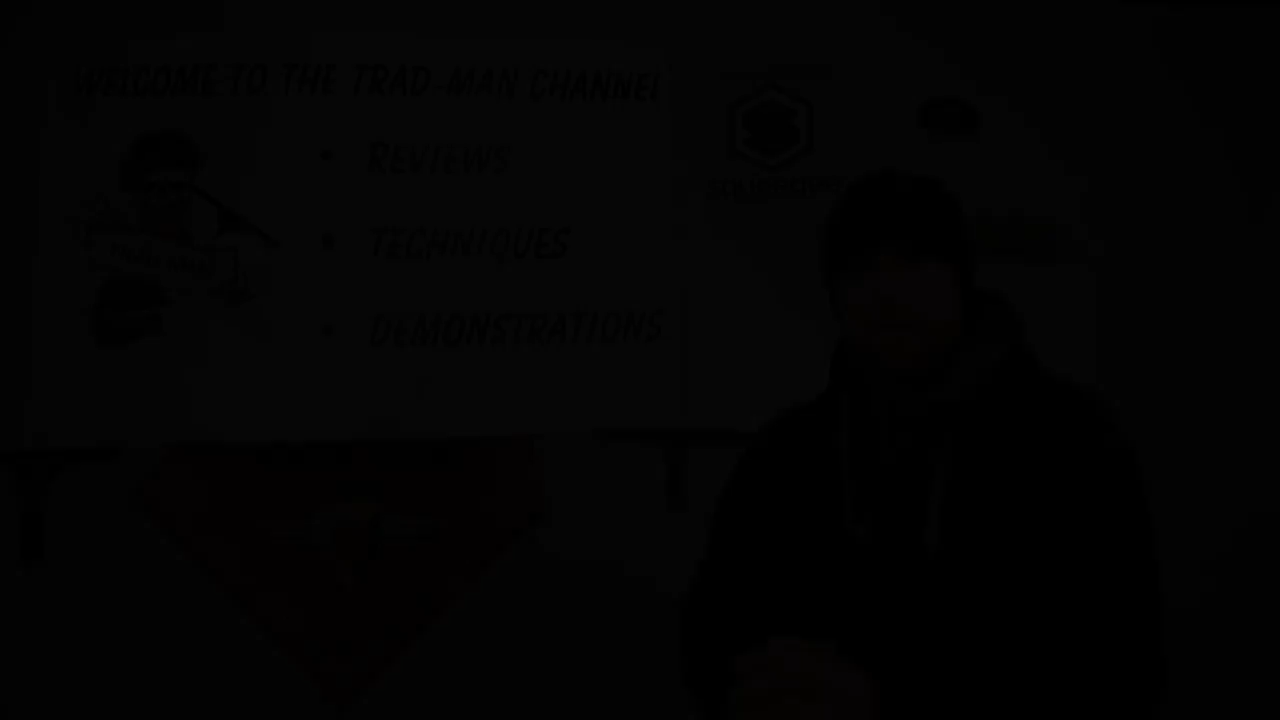 WELCOME TO THE TRAD-MAN CHANNEL
• REVIEWS
• TECHNIQUES
• DEMONSTRATIONS